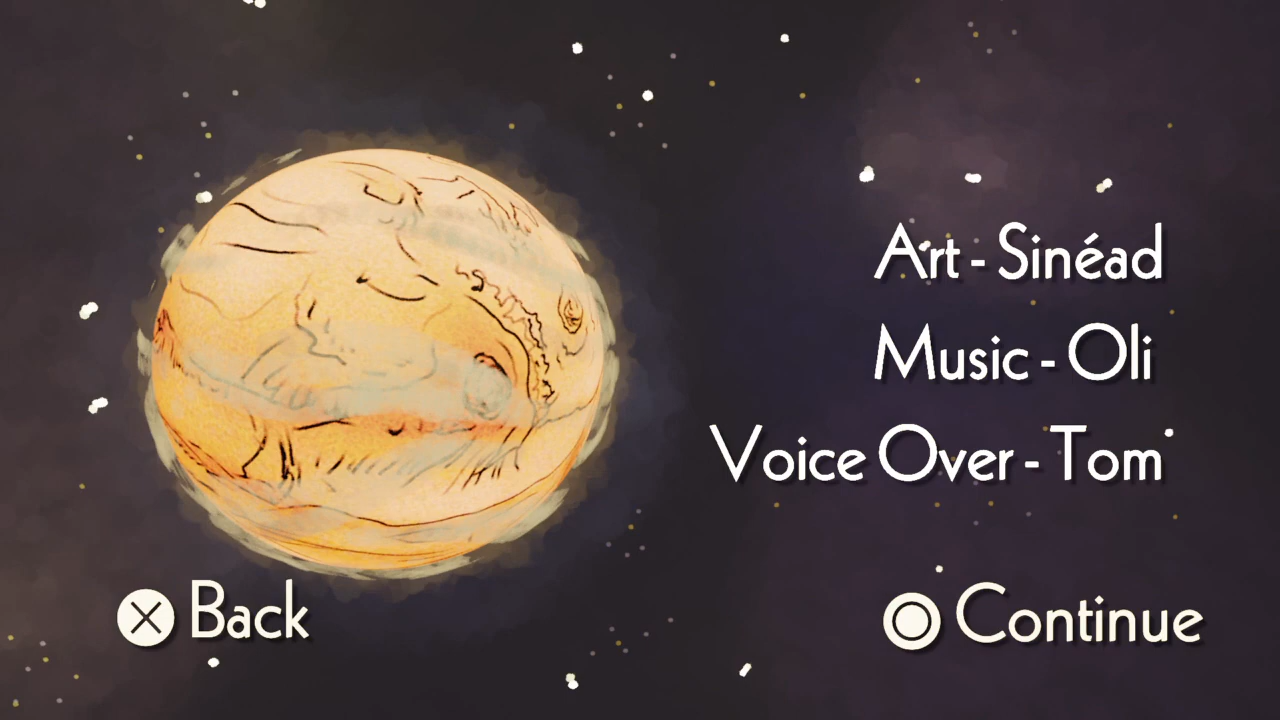 Art - Sinéad
Music - Oli
Voice Over - Tom
Back
Continue